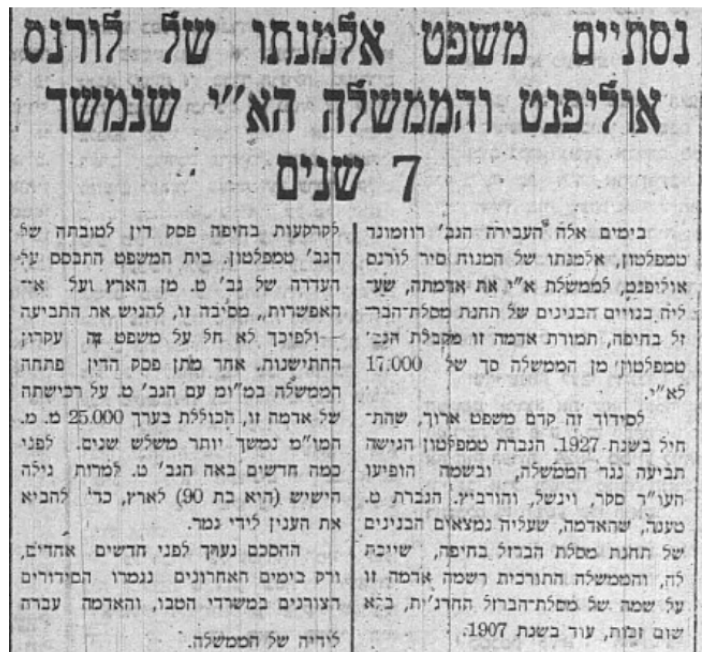 נסתיים משפט אלמנתו של לורנס
אוליפנט והממשלה הא"י שנמשך
7 שנים
בימים אלה העבירה הגב' רוזמונד
טמפלטון, אלמנתו של המנוח סיר לורנס
אוליפנט, לממשלת א"י את אדמתה, שע־
ליה בנויים הבנינים של תחנת מסלת־הבר־
זל בחיפה, תמורת אדמה זו מקבלת הגב'
טמפלטון מן הממשלה סך של 17.000
לא"י.
לסידור זה קדם משפט ארוך, שהת־
חיל בשנת 1927. הגברת טמפלטון הגישה
תביעה נגד הממשלה, ובשמה הופיעו
העו"ד סקר, וינשל, והורביץ. הגברת ט.
טענה, שהאדמה, שעליה נמצאים הבנינים
של תחנת מסלת הברזל בחיפה, שייכת
לה, והממשלה התורכית רשמה אדמה זו
על שמה של מסלת־הברזל החג'ית, בלא
שום זכות, עוד בשנת 1907.
לקרקעות בחיפה פסק דין לטובתה של
הגב' טמפלטון. בית המשפט התבסס על
העדרה של גב' ט. מן הארץ ועל אי־
האפשרות, מסיבה זו, להגיש את התביעה
—ולפיכך לא חל על משפט זה עקרון
ההתישנות. אחר מתן פסק הדין פתחה
הממשלה במ"ומ עם הגב' ט. על רכישתה
של אדמה זו, הכוללת בערך 25.000 מ. מ.
המו"מ נמשך יותר משלש שנים. לפני
כמה חדשים באה הגב' ט. למרות גילה
הישיש (היא בת 90) לארץ, כדי להביא
את הענין לידי גמר.
ההסכם נערך לפני חדשים אחדים,
ורק בימים האחרונים נגמרו הסידורים
הצורנים במשרדי הטבו, והאדמה עברה
לידיה של הממשלה.